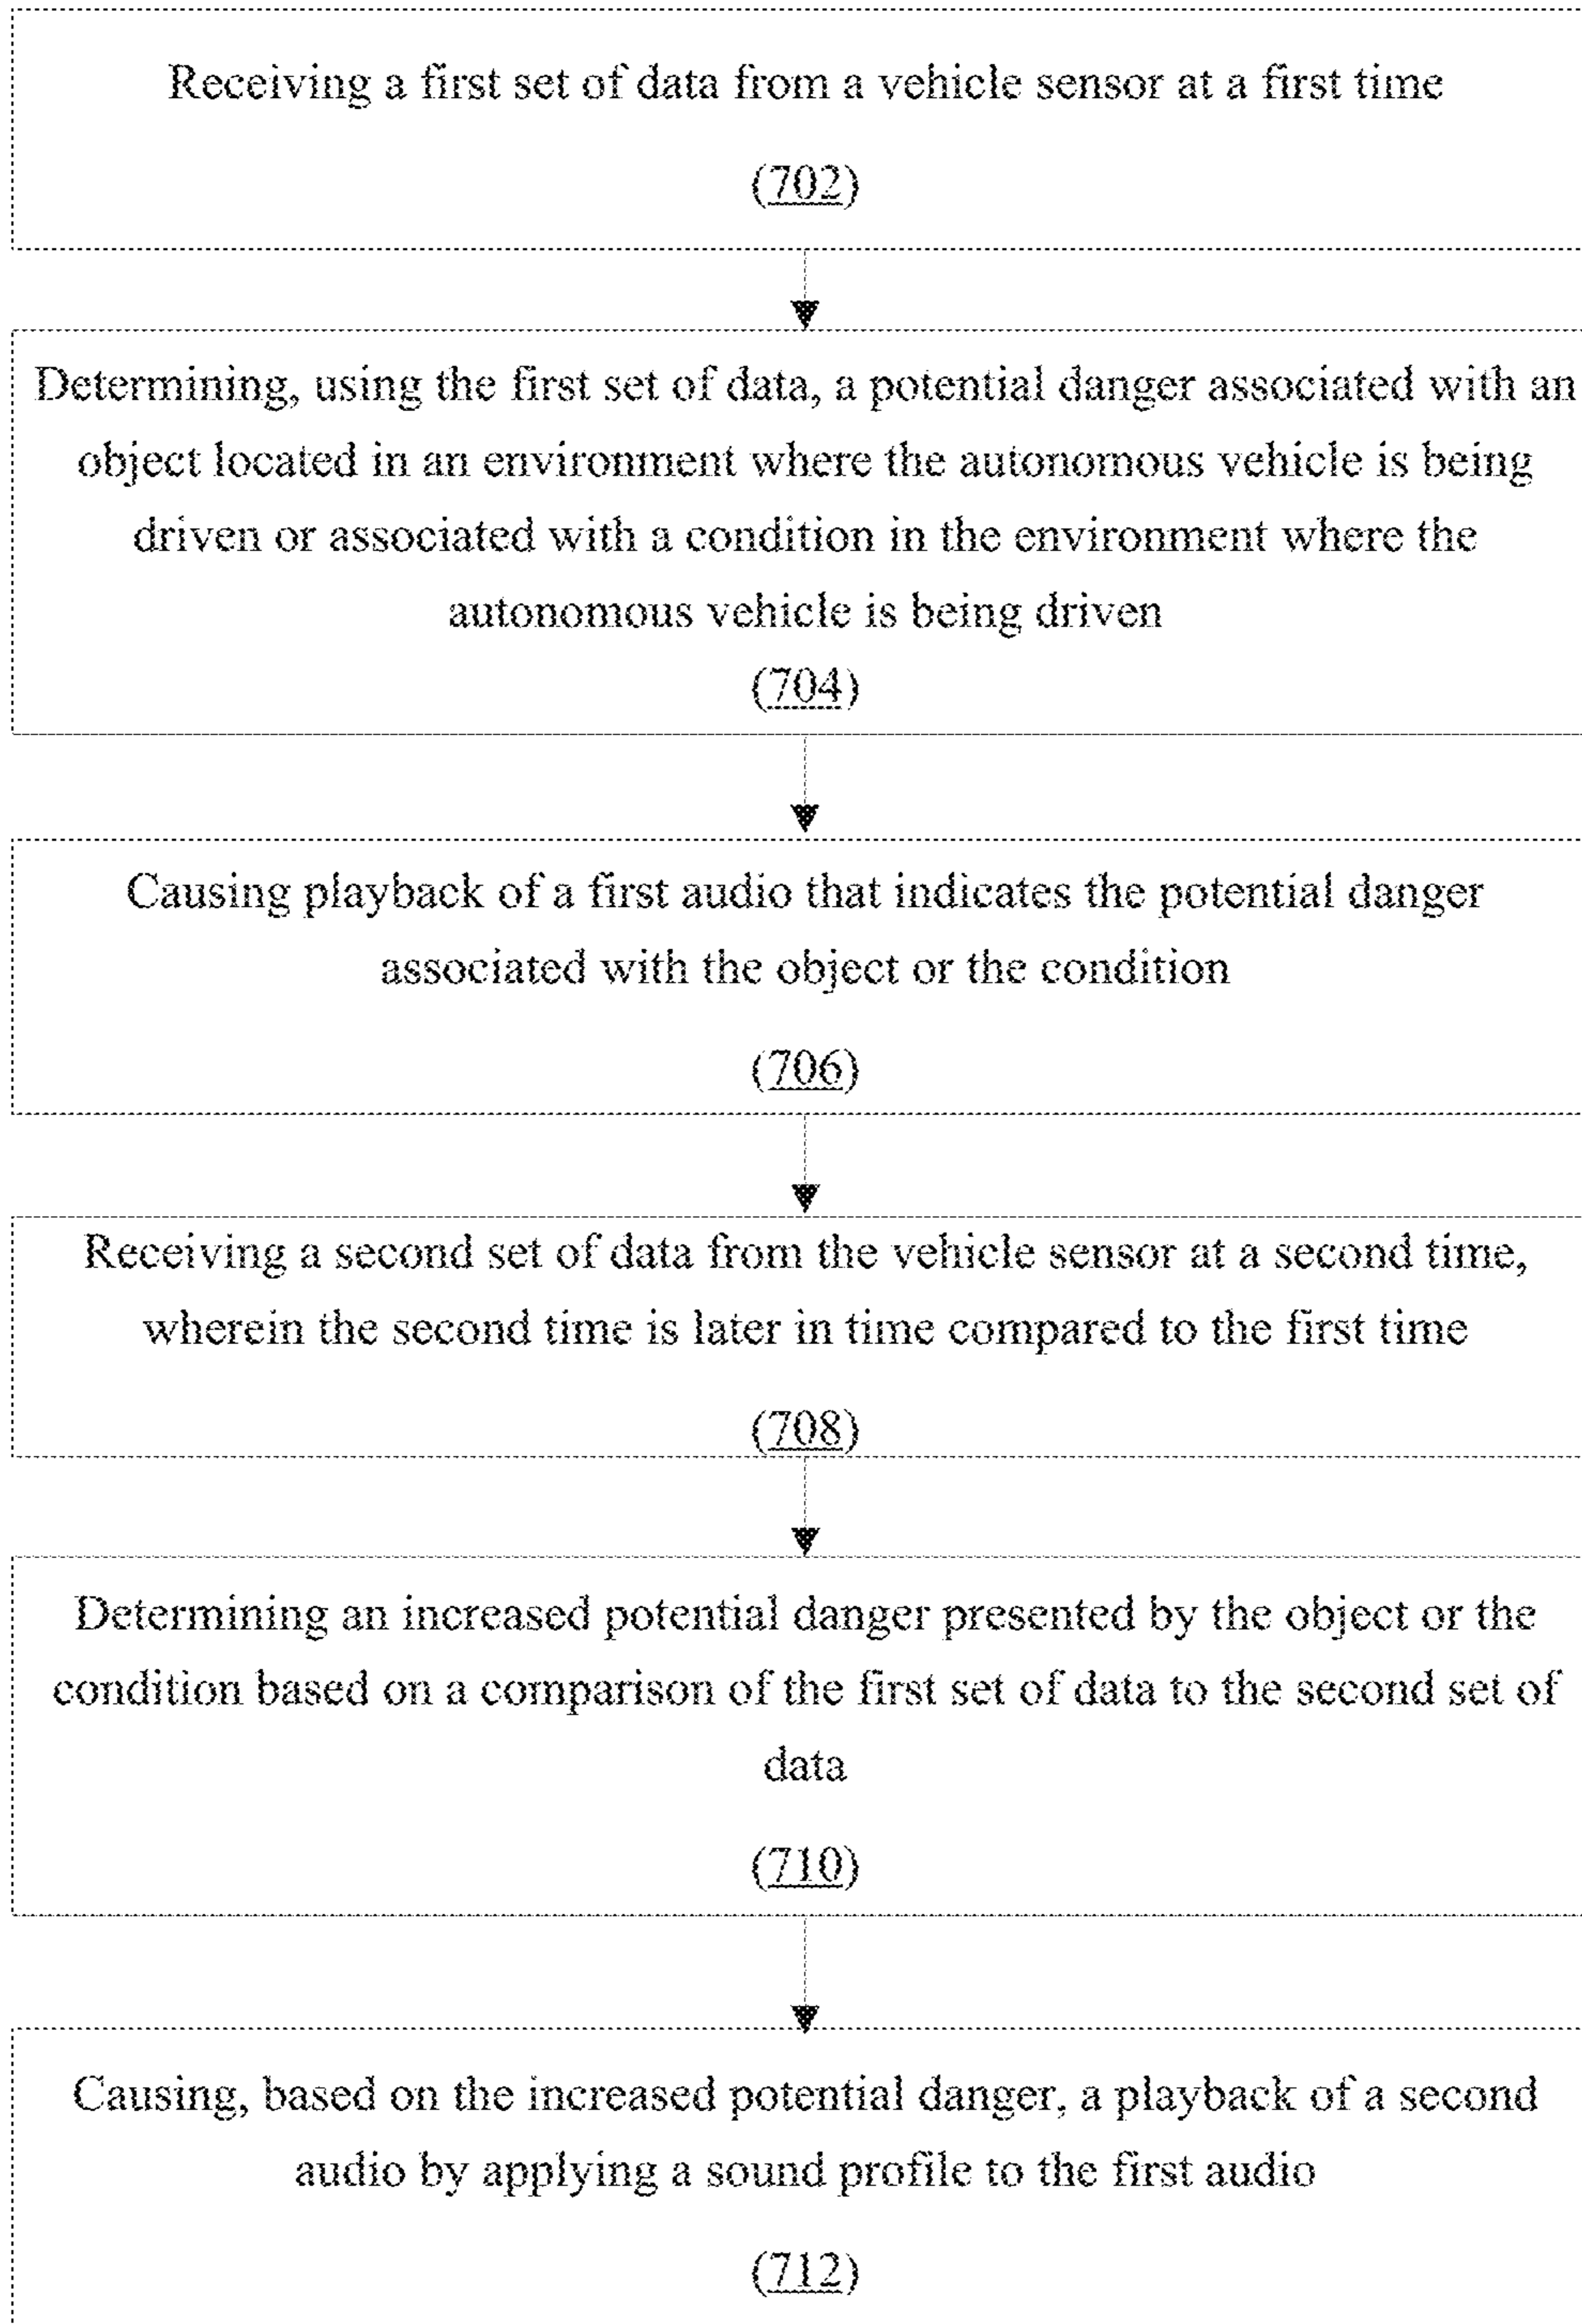 Receiving a first set of data from a vehicle sensor at a first time
(702)
Determining, using the first set of data, a potential danger associated with an
object located in an environment where the autonomous vehicle is being
driven or associated with a condition in the environment where the
autonomous vehicle is being driven
(704)
Causing playback of a first audio that indicates the potential danger
associated with the object or the condition
(706)
Receiving a second set of data from the vehicle sensor at a second time,
wherein the second time is later in time compared to the first time
(708)
Determining an increased potential danger presented by the object or the
condition based on a comparison of the first set of data to the second set of
data
(710)
Causing, based on the increased potential danger, a playback of a second
audio by applying a sound profile to the first audio
(712)